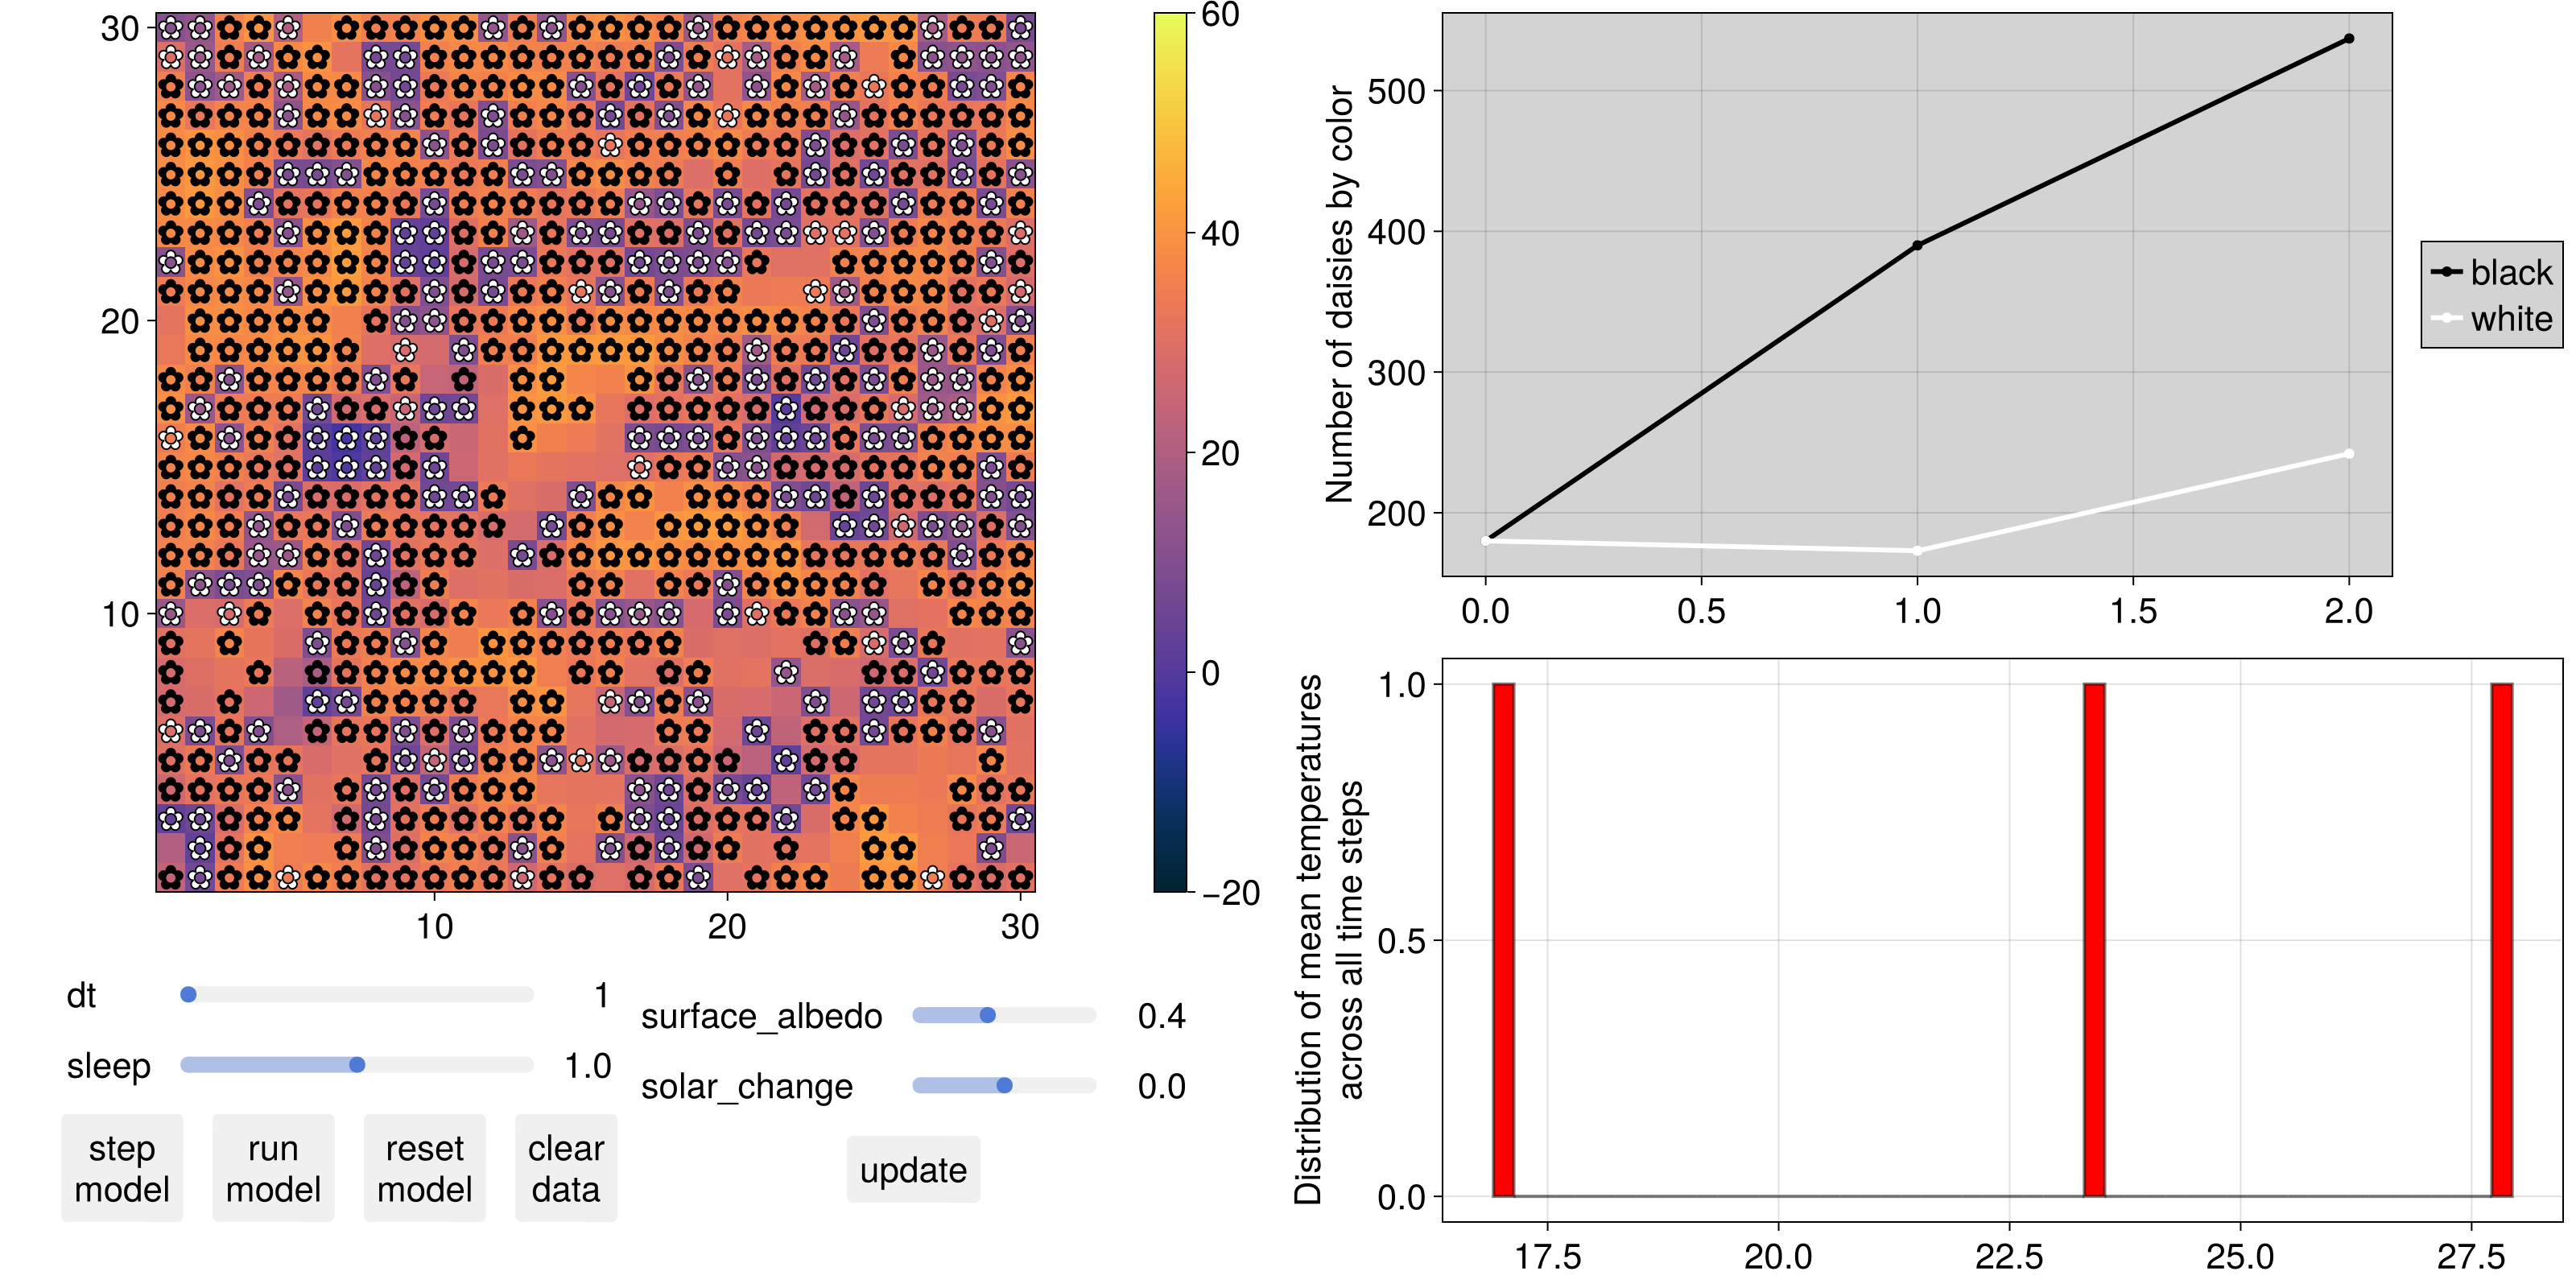 30
20
10
10
20
30
60
40
20
0
−20
Number of daisies by color
500
400
300
200
0.0
0.5
1.0
1.5
2.0
black
white
Distribution of mean temperatures
across all time steps
1.0
0.5
0.0
17.5
20.0
22.5
25.0
27.5
dt
1
sleep
1.0
surface_albedo
0.4
solar_change
0.0
step
model
run
model
reset
model
clear
data
update